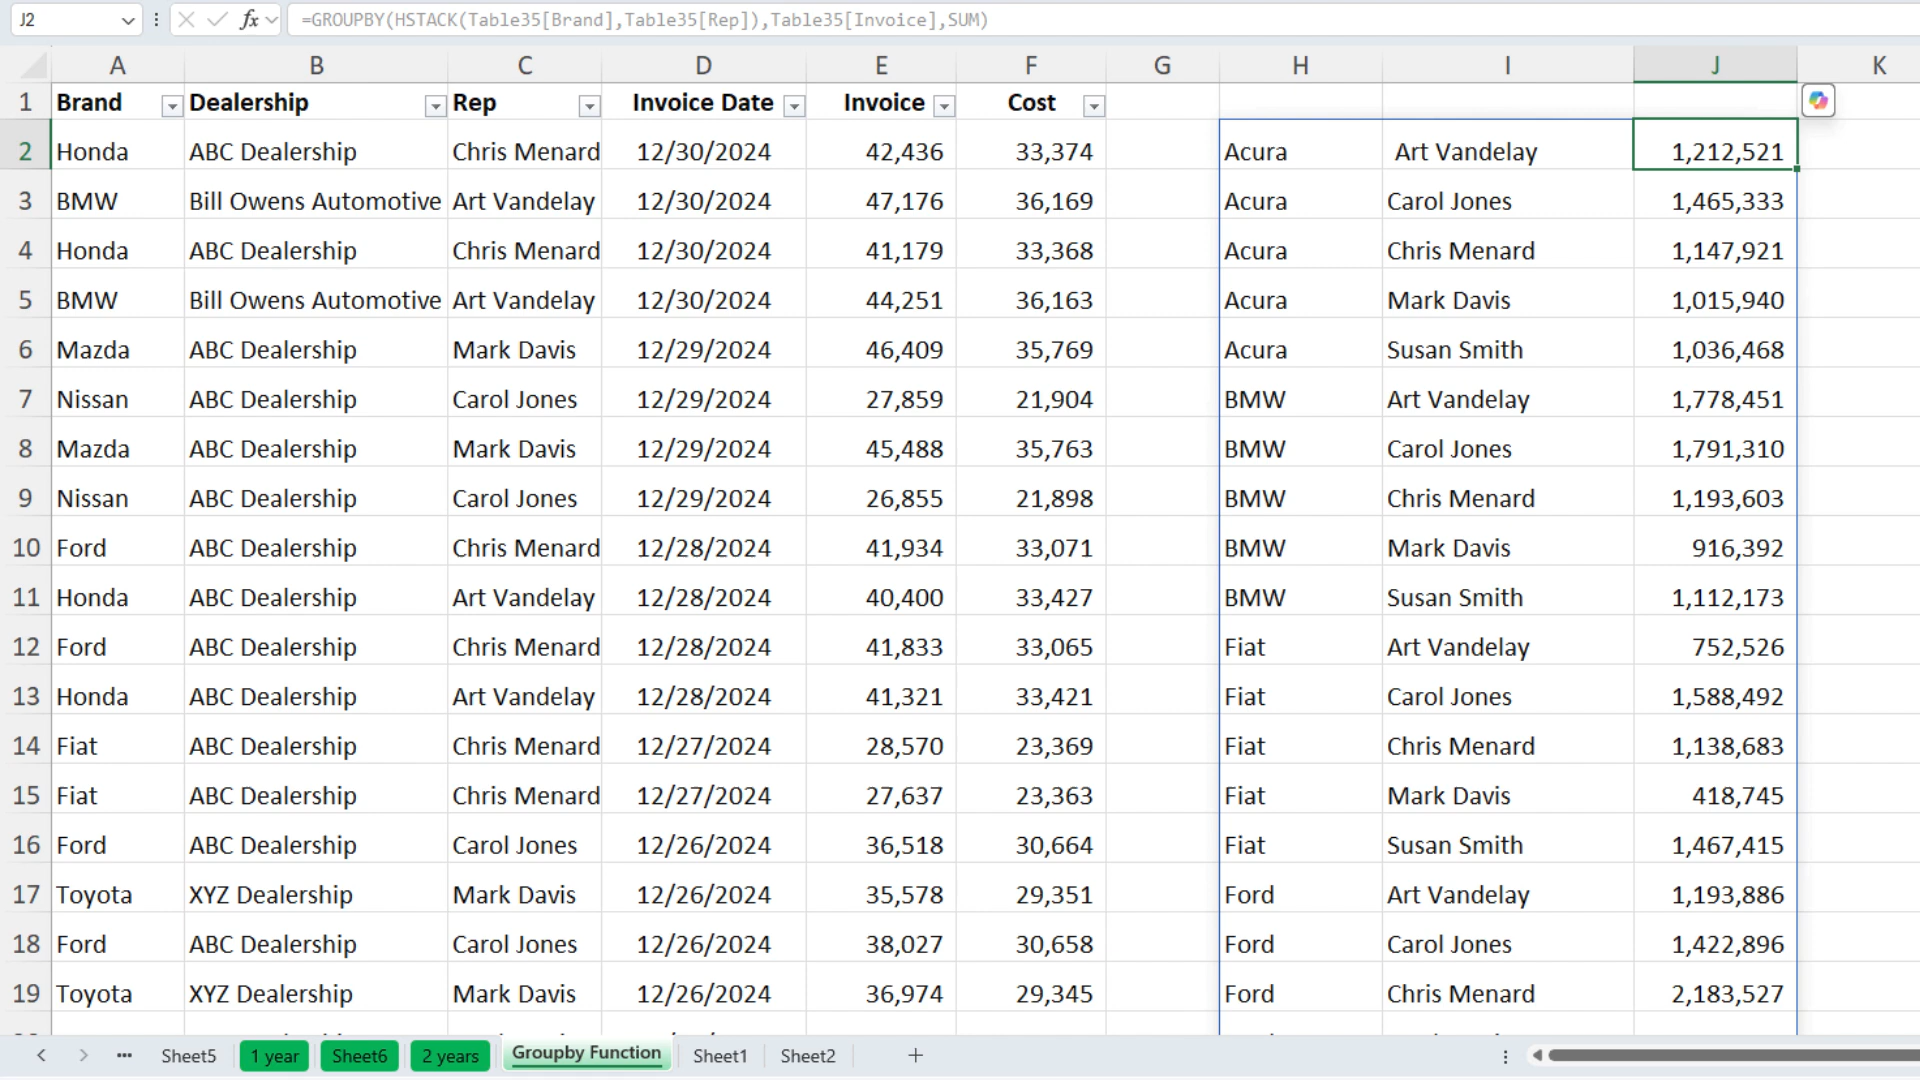 J2 fx =GROUPBY(HSTACK(Table35[Brand],Table35[Rep]),Table35[Invoice],SUM)
A B C D E F G H I J K
1 Brand Dealership Rep Invoice Date Invoice Cost
2 Honda ABC Dealership Chris Menard 12/30/2024 42,436 33,374 Acura Art Vandelay 1,212,521
3 BMW Bill Owens Automotive Art Vandelay 12/30/2024 47,176 36,169 Acura Carol Jones 1,465,333
4 Honda ABC Dealership Chris Menard 12/30/2024 41,179 33,368 Acura Chris Menard 1,147,921
5 BMW Bill Owens Automotive Art Vandelay 12/30/2024 44,251 36,163 Acura Mark Davis 1,015,940
6 Mazda ABC Dealership Mark Davis 12/29/2024 46,409 35,769 Acura Susan Smith 1,036,468
7 Nissan ABC Dealership Carol Jones 12/29/2024 27,859 21,904 BMW Art Vandelay 1,778,451
8 Mazda ABC Dealership Mark Davis 12/29/2024 45,488 35,763 BMW Carol Jones 1,791,310
9 Nissan ABC Dealership Carol Jones 12/29/2024 26,855 21,898 BMW Chris Menard 1,193,603
10 Ford ABC Dealership Chris Menard 12/28/2024 41,934 33,071 BMW Mark Davis 916,392
11 Honda ABC Dealership Art Vandelay 12/28/2024 40,400 33,427 BMW Susan Smith 1,112,173
12 Ford ABC Dealership Chris Menard 12/28/2024 41,833 33,065 Fiat Art Vandelay 752,526
13 Honda ABC Dealership Art Vandelay 12/28/2024 41,321 33,421 Fiat Carol Jones 1,588,492
14 Fiat ABC Dealership Chris Menard 12/27/2024 28,570 23,369 Fiat Chris Menard 1,138,683
15 Fiat ABC Dealership Chris Menard 12/27/2024 27,637 23,363 Fiat Mark Davis 418,745
16 Ford ABC Dealership Carol Jones 12/26/2024 36,518 30,664 Fiat Susan Smith 1,467,415
17 Toyota XYZ Dealership Mark Davis 12/26/2024 35,578 29,351 Ford Art Vandelay 1,193,886
18 Ford ABC Dealership Carol Jones 12/26/2024 38,027 30,658 Ford Carol Jones 1,422,896
19 Toyota XYZ Dealership Mark Davis 12/26/2024 36,974 29,345 Ford Chris Menard 2,183,527
Sheet5 1 year Sheet6 2 years Groupby Function Sheet1 Sheet2